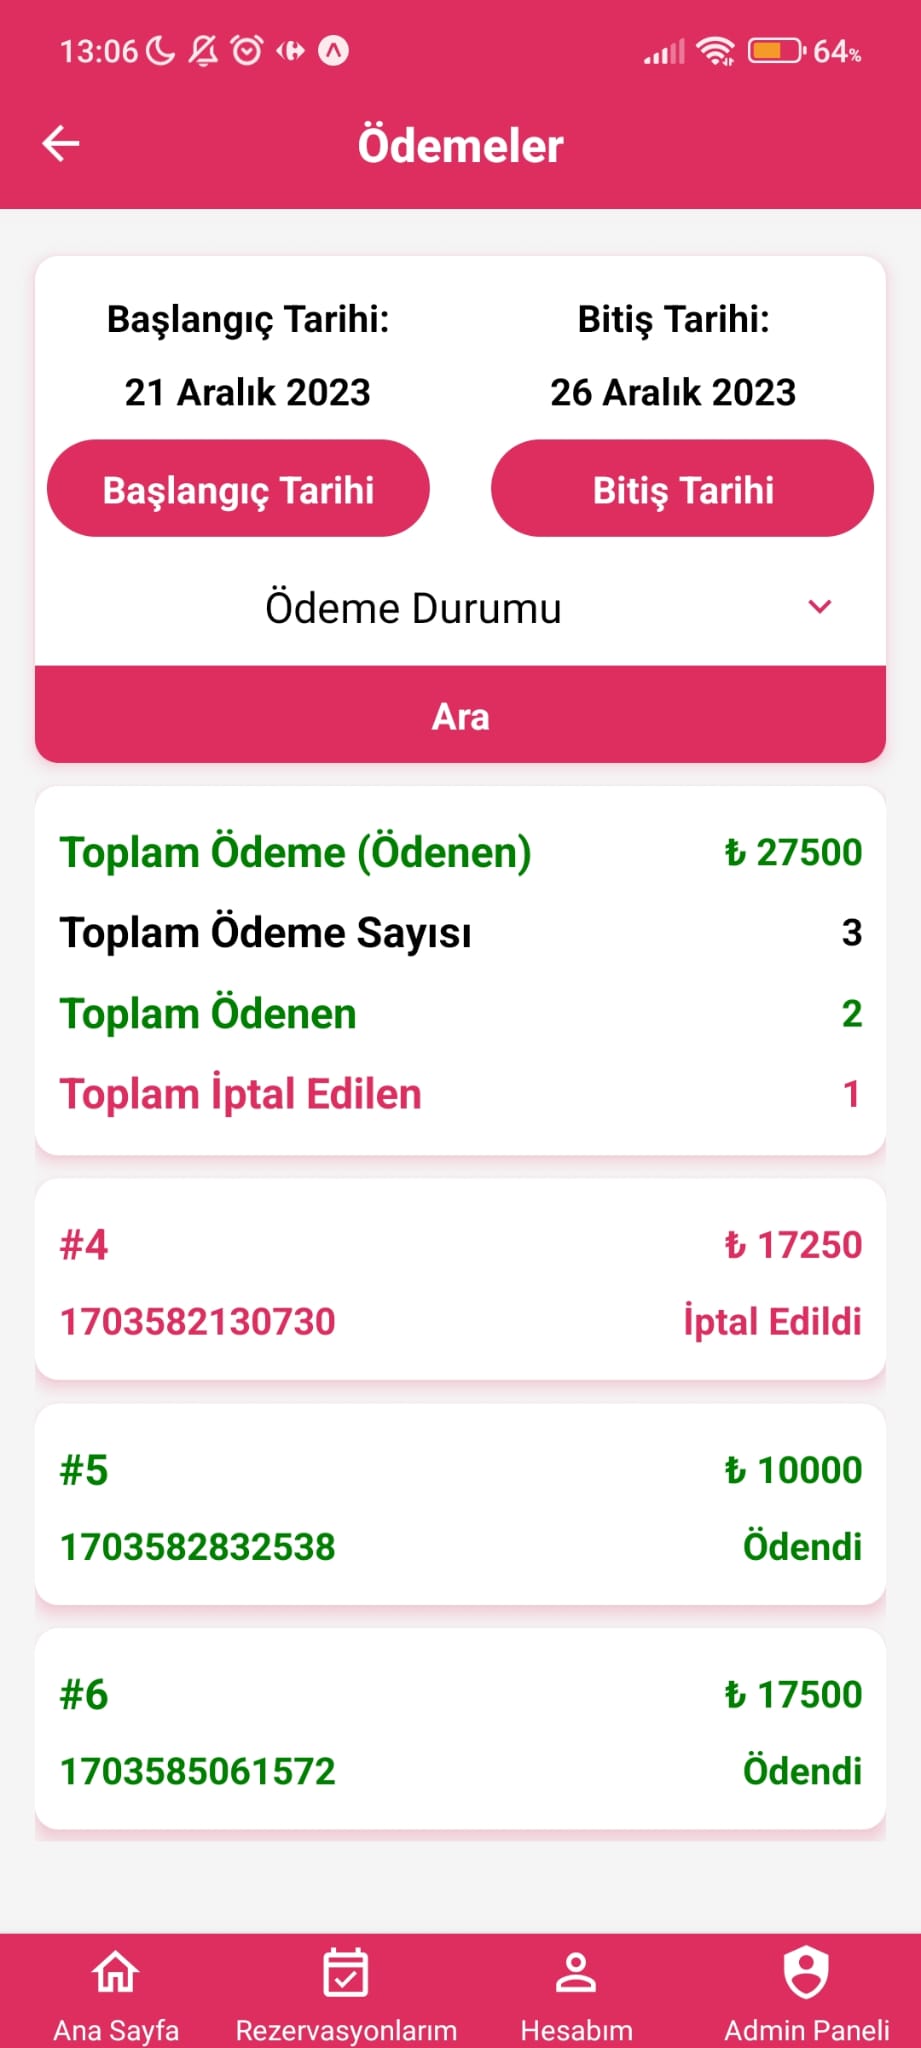 13:06 64%
Ödemeler
Başlangıç Tarihi: Bitiş Tarihi:
21 Aralık 2023 26 Aralık 2023
Başlangıç Tarihi Bitiş Tarihi
Ödeme Durumu
Ara
Toplam Ödeme (Ödenen) ₺ 27500
Toplam Ödeme Sayısı 3
Toplam Ödenen 2
Toplam İptal Edilen 1
#4 ₺ 17250
1703582130730 İptal Edildi
#5 ₺ 10000
1703582832538 Ödendi
#6 ₺ 17500
1703585061572 Ödendi
Ana Sayfa Rezervasyonlarım Hesabım Admin Paneli